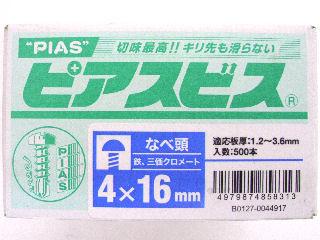 "PIAS"
切味最高!! キリ先も滑らない
ピアスビス®
なべ頭
鉄、三価クロメート
4×16mm
適応板厚:1.2～3.6mm
入数:500本
4979874858313
B0127-0044917
PIAS